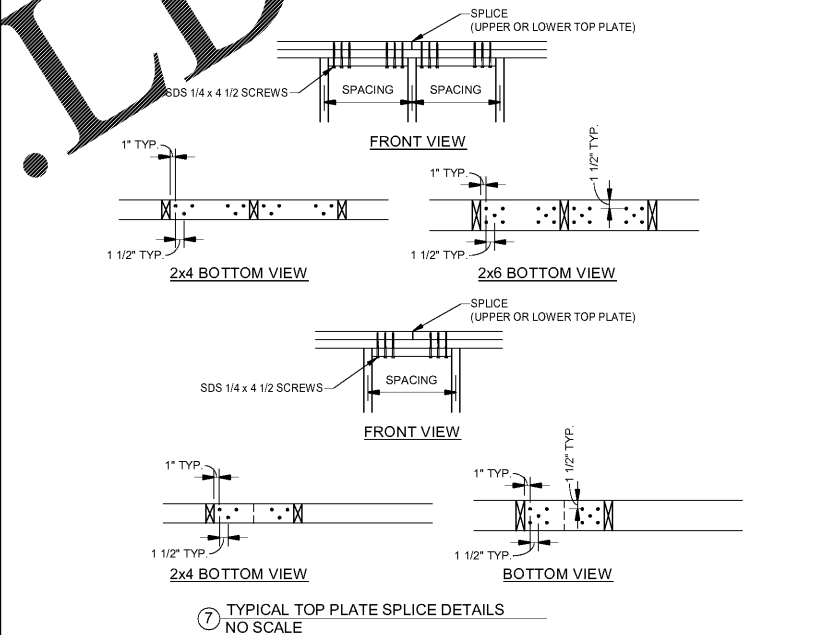 .LD
SPLICE
(UPPER OR LOWER TOP PLATE)
SDS 1/4 x 4 1/2 SCREWS
SPACING
SPACING
FRONT VIEW
1" TYP.
1 1/2" TYP.
2x4 BOTTOM VIEW
1" TYP.
1 1/2" TYP.
1 1/2" TYP.
2x6 BOTTOM VIEW
SPLICE
(UPPER OR LOWER TOP PLATE)
SDS 1/4 x 4 1/2 SCREWS
SPACING
FRONT VIEW
1" TYP.
1 1/2" TYP.
2x4 BOTTOM VIEW
1" TYP.
1 1/2" TYP.
1 1/2" TYP.
BOTTOM VIEW
7 TYPICAL TOP PLATE SPLICE DETAILS
NO SCALE